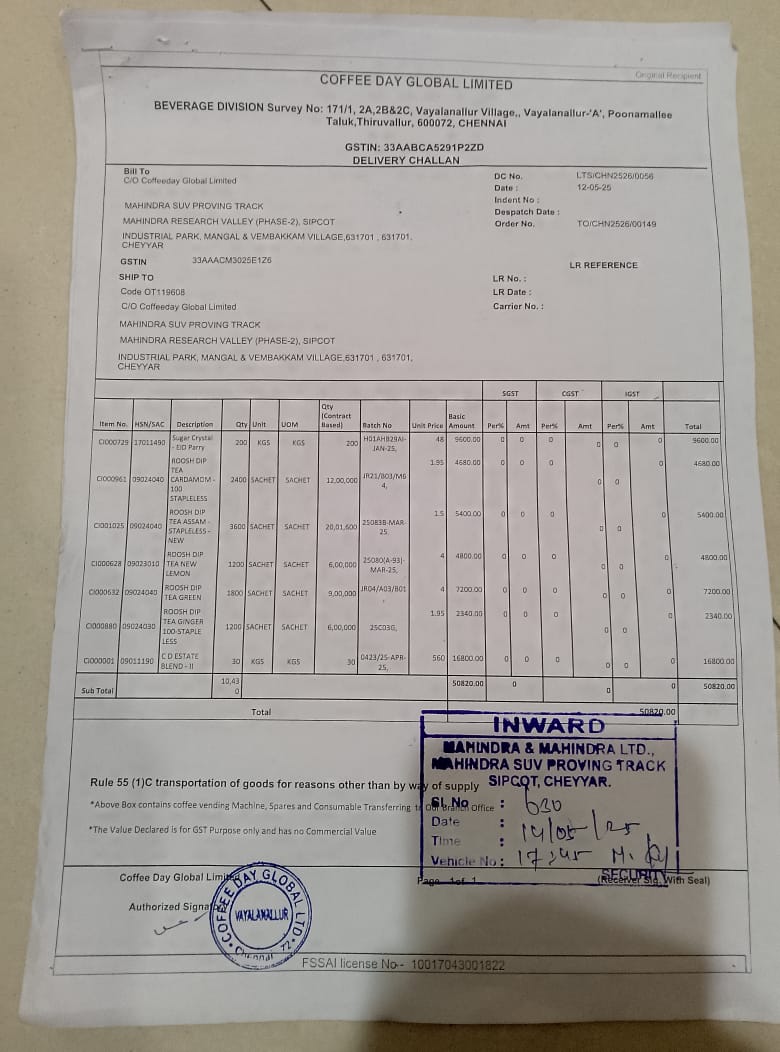 Original Recipient
COFFEE DAY GLOBAL LIMITED
BEVERAGE DIVISION Survey No: 171/1, 2A,2B&2C, Vayalanallur Village,, Vayalanallur-'A', Poonamallee
Taluk,Thiruvallur, 600072, CHENNAI
GSTIN: 33AABCA5291P2ZD
DELIVERY CHALLAN
Bill To
C/O Coffeeday Global Limited
MAHINDRA SUV PROVING TRACK
MAHINDRA RESEARCH VALLEY (PHASE-2), SIPCOT
INDUSTRIAL PARK, MANGAL & VEMBAKKAM VILLAGE,631701 , 631701,
CHEYYAR
GSTIN 33AAACM3025E1Z6
DC No. LTS/CHN2526/0056
Date : 12-05-25
Indent No :
Despatch Date :
Order No. TO/CHN2526/00149
LR REFERENCE
SHIP TO
Code OT119608
C/O Coffeeday Global Limited
MAHINDRA SUV PROVING TRACK
MAHINDRA RESEARCH VALLEY (PHASE-2), SIPCOT
INDUSTRIAL PARK, MANGAL & VEMBAKKAM VILLAGE,631701 , 631701,
CHEYYAR
LR No. :
LR Date :
Carrier No. :
SGST CGST IGST
Item No. HSN/SAC Description Qty Unit UOM Qty (Contract Based) Batch No Unit Price Basic Amount Per% Amt Per% Amt Per% Amt Total
CI000729 17011490 Sugar Crystal - EID Parry 200 KGS KGS 200 H01AHB29AI-JAN-25, 48 9600.00 0 0 0 0 0 0 9600.00
CI000961 09024040 ROOSH DIP TEA CARDAMOM - 100 STAPLELESS 2400 SACHET SACHET 12,00,000 JR21/B03/M6 4, 1.95 4680.00 0 0 0 0 0 0 4680.00
CI001025 09024040 ROOSH DIP TEA ASSAM - STAPLELESS - NEW 3600 SACHET SACHET 20,01,600 25083B-MAR-25, 1.5 5400.00 0 0 0 0 0 0 5400.00
CI000628 09023010 ROOSH DIP TEA NEW LEMON 1200 SACHET SACHET 6,00,000 25080(A-93)-MAR-25, 4 4800.00 0 0 0 0 0 0 4800.00
CI000632 09024040 ROOSH DIP TEA GREEN 1800 SACHET SACHET 9,00,000 JR04/A03/B01, 4 7200.00 0 0 0 0 0 0 7200.00
CI000880 09024030 ROOSH DIP TEA GINGER 100-STAPLE LESS 1200 SACHET SACHET 6,00,000 25C03G, 1.95 2340.00 0 0 0 0 0 0 2340.00
CI000001 09011190 C D ESTATE BLEND - II 30 KGS KGS 30 0423/25-APR-25, 560 16800.00 0 0 0 0 0 0 16800.00
Sub Total 10,430 50820.00 0 0 0 50820.00
Total 50820.00
INWARD
MAHINDRA & MAHINDRA LTD.,
MAHINDRA SUV PROVING TRACK
SIPCOT, CHEYYAR.
Sl. No : 630
Date : 14/05/25
Time : 17:45
Vehicle No :
SECURITY
Rule 55 (1)C transportation of goods for reasons other than by way of supply
*Above Box contains coffee vending Machine, Spares and Consumable Transferring to Our Branch Office
*The Value Declared is for GST Purpose only and has no Commercial Value
Coffee Day Global Limited
Page 1 of 1
(Receiver Sig. With Seal)
Authorized Signa
COFFEE DAY GLOBAL LTD
VAYALANALLUR
Chennai 72
FSSAI license No - 10017043001822